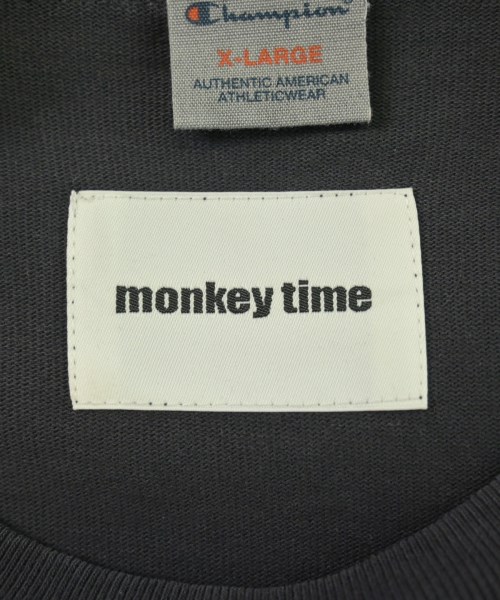 Champion
X-LARGE
AUTHENTIC AMERICAN
ATHLETICWEAR
monkey time